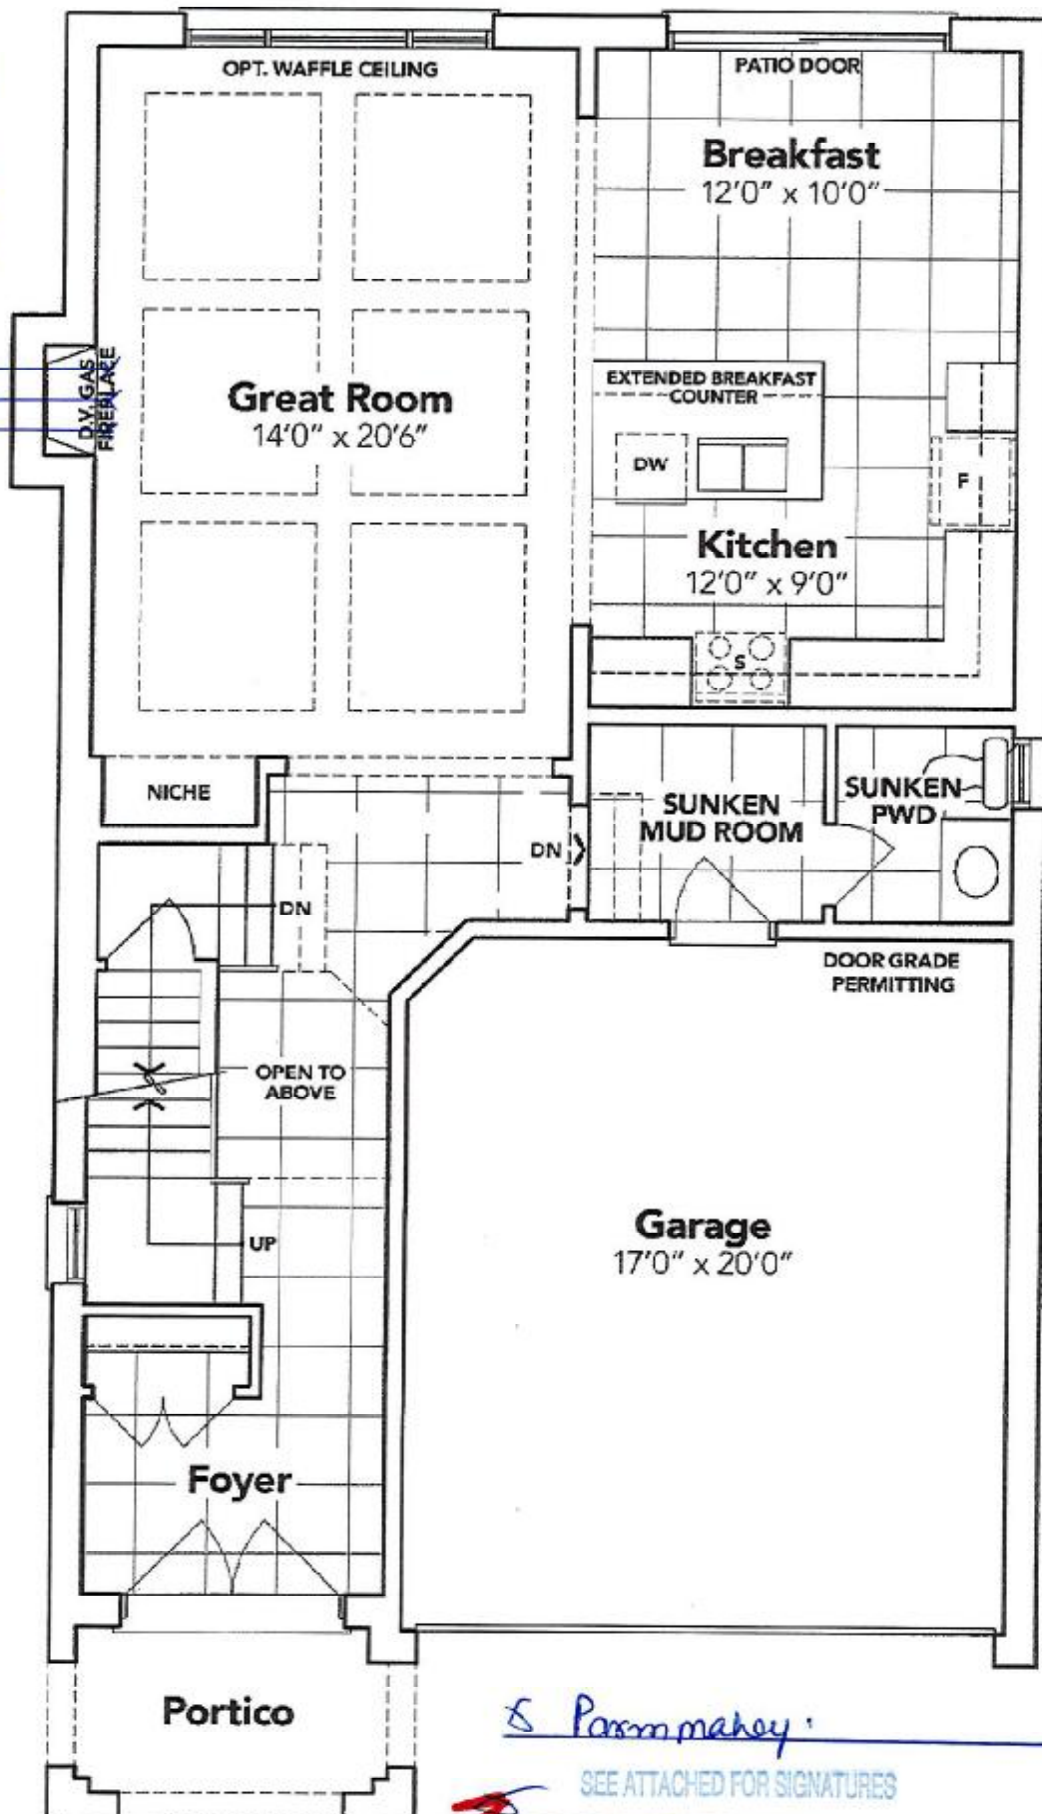 OPT. WAFFLE CEILING
PATIO DOOR
Breakfast
12'0" x 10'0"
D.V. GAS
FIREPLACE
Great Room
14'0" x 20'6"
EXTENDED BREAKFAST
COUNTER
DW
F
Kitchen
12'0" x 9'0"
S
NICHE
SUNKEN
MUD ROOM
SUNKEN
PWD
DN
DN
DOOR GRADE
PERMITTING
OPEN TO
ABOVE
UP
Garage
17'0" x 20'0"
Foyer
Portico
SEE ATTACHED FOR SIGNATURES